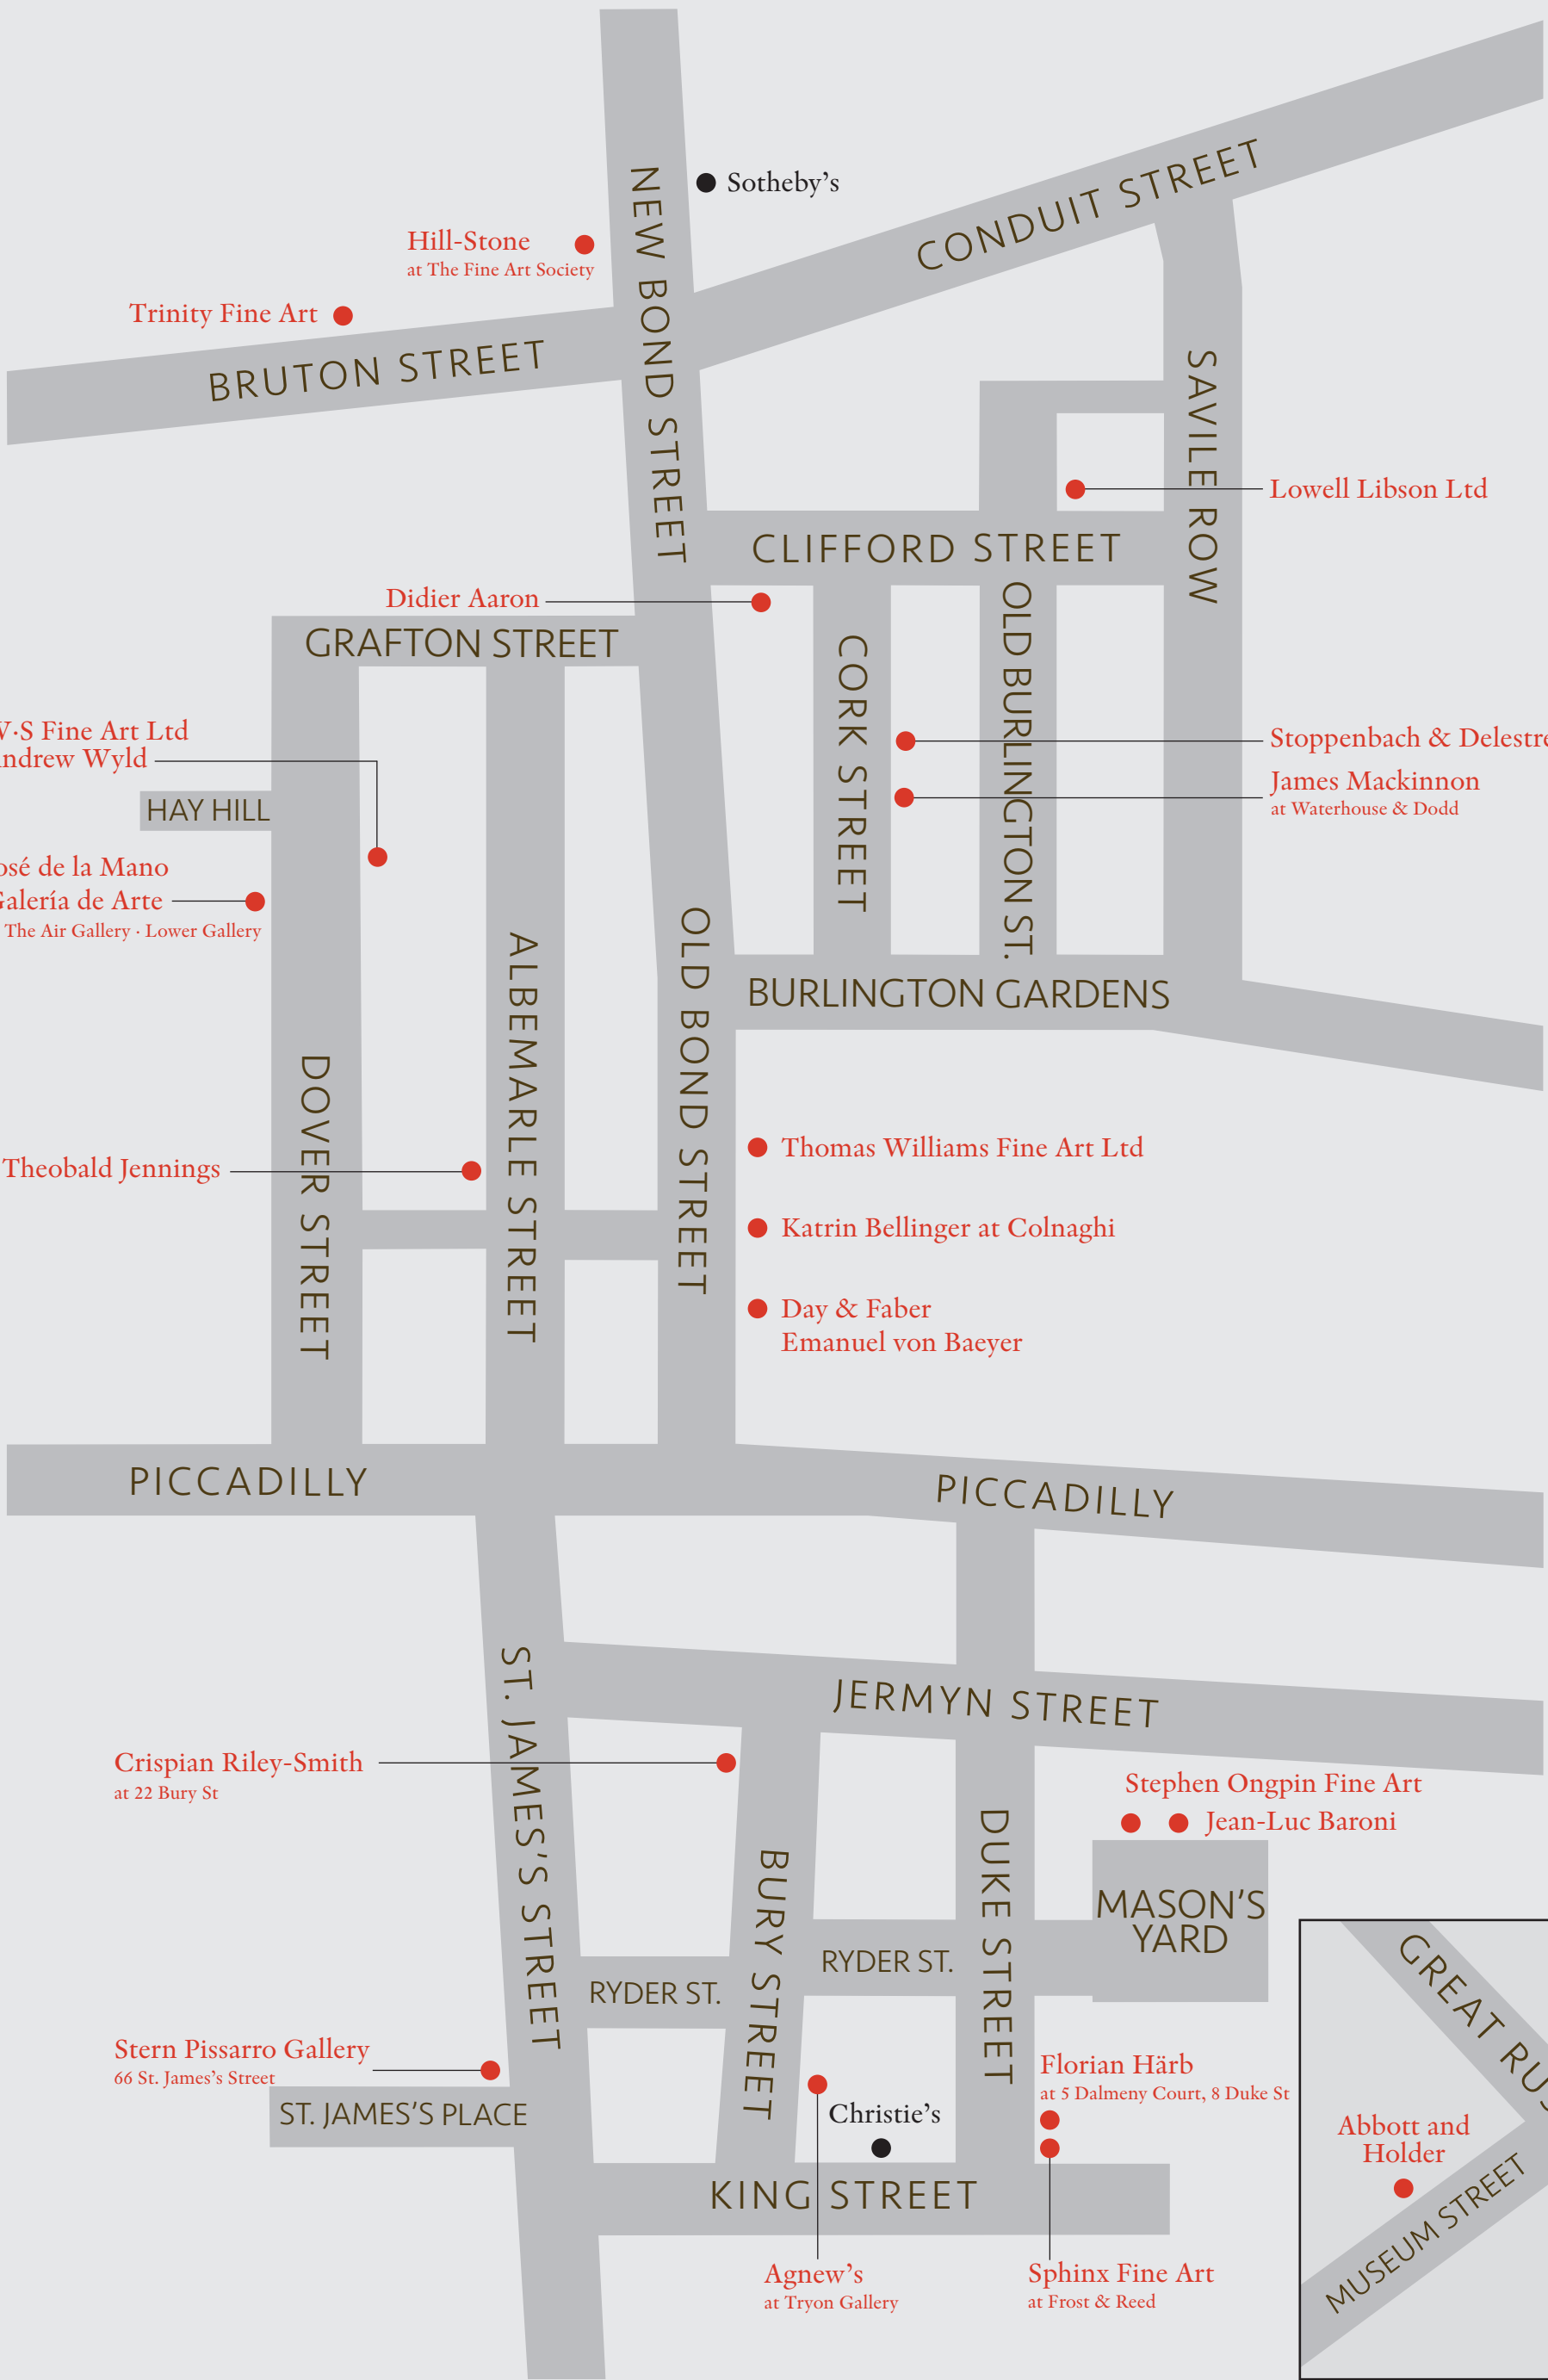 NEW BOND STREET
Sotheby's
CONDUIT STREET
Hill-Stone
at The Fine Art Society
Trinity Fine Art
BRUTON STREET
SAVILE ROW
Lowell Libson Ltd
CLIFFORD STREET
Didier Aaron
GRAFTON STREET
CORK STREET
OLD BURLINGTON ST.
·S Fine Art Ltd
ndrew Wyld
Stoppenbach & Delestre
James Mackinnon
at Waterhouse & Dodd
HAY HILL
osé de la Mano
alería de Arte
The Air Gallery · Lower Gallery
ALBEMARLE STREET
OLD BOND STREET
BURLINGTON GARDENS
DOVER STREET
Theobald Jennings
Thomas Williams Fine Art Ltd
Katrin Bellinger at Colnaghi
Day & Faber
Emanuel von Baeyer
PICCADILLY
PICCADILLY
ST. JAMES'S STREET
JERMYN STREET
Crispian Riley-Smith
at 22 Bury St
Stephen Ongpin Fine Art
Jean-Luc Baroni
DUKE STREET
BURY STREET
MASON'S
YARD
RYDER ST.
RYDER ST.
GREAT RUS
Stern Pissarro Gallery
66 St. James's Street
ST. JAMES'S PLACE
Florian Härb
at 5 Dalmeny Court, 8 Duke St
Christie's
Abbott and
Holder
KING STREET
MUSEUM STREET
Agnew's
at Tryon Gallery
Sphinx Fine Art
at Frost & Reed